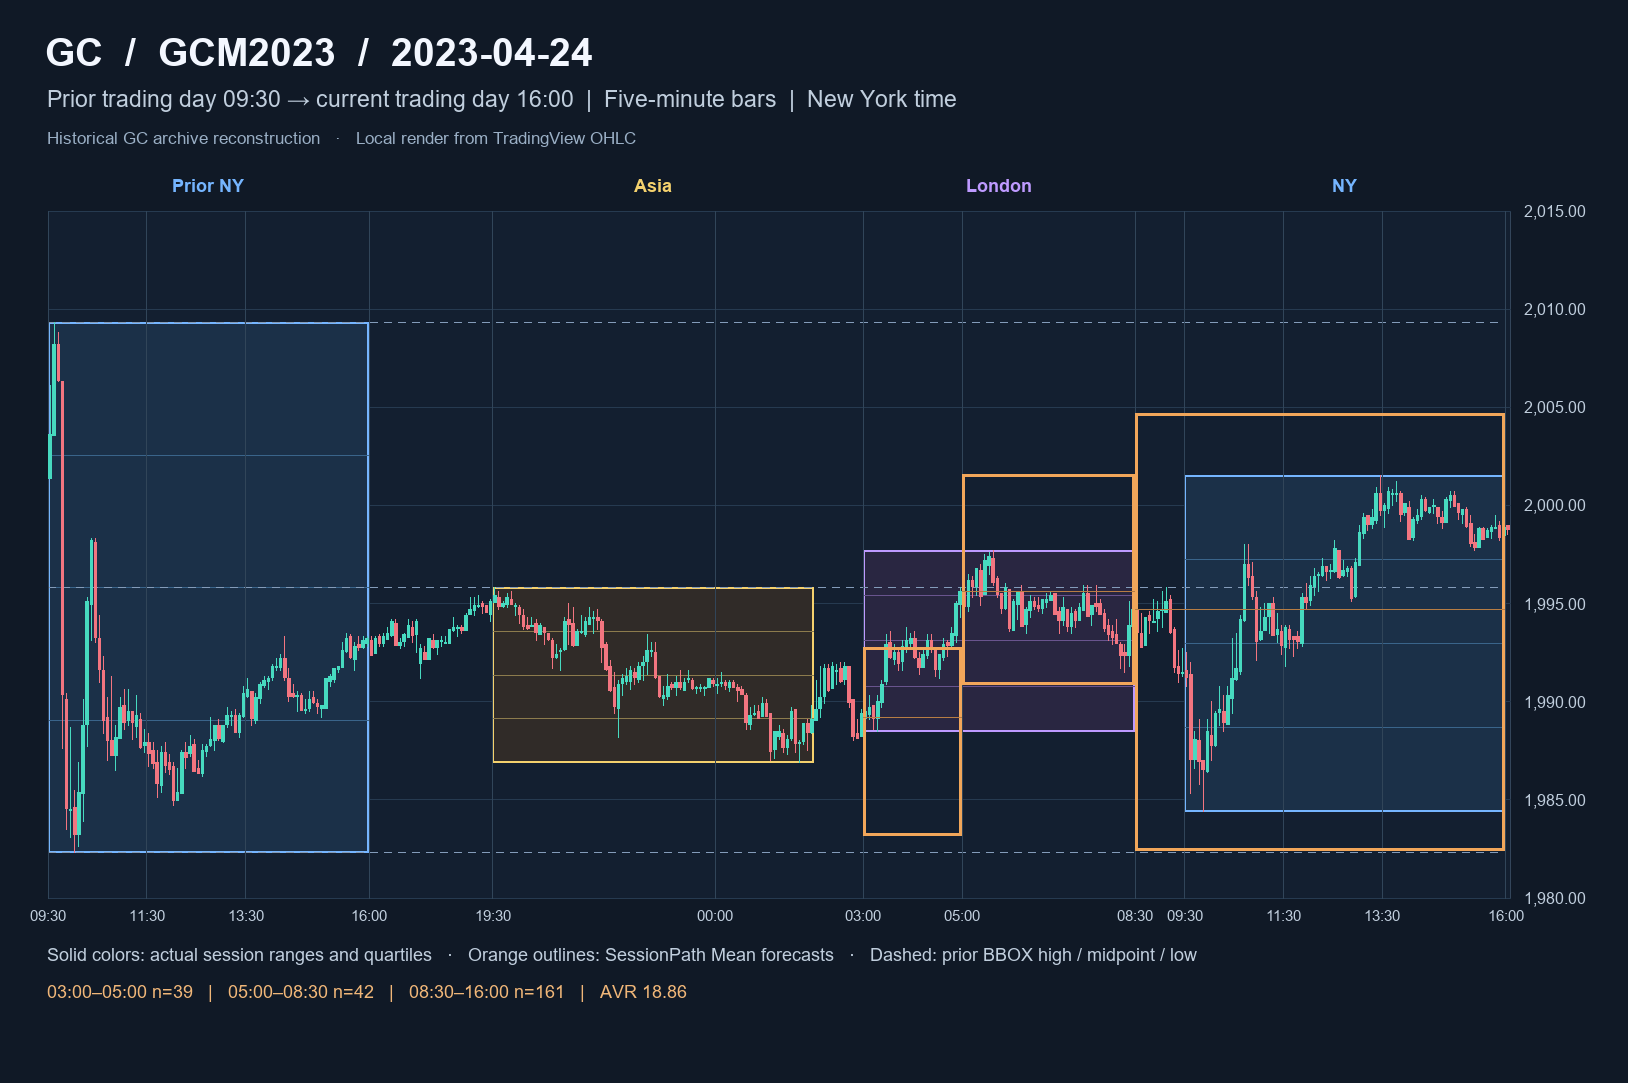 GC / GCM2023 / 2023-04-24
Prior trading day 09:30 → current trading day 16:00 | Five-minute bars | New York time
Historical GC archive reconstruction · Local render from TradingView OHLC
Prior NY Asia London NY
2,015.00
2,010.00
2,005.00
2,000.00
1,995.00
1,990.00
1,985.00
1,980.00
09:30 11:30 13:30 16:00 19:30 00:00 03:00 05:00 08:30 09:30 11:30 13:30 16:00
Solid colors: actual session ranges and quartiles · Orange outlines: SessionPath Mean forecasts · Dashed: prior BBOX high / midpoint / low
03:00–05:00 n=39 | 05:00–08:30 n=42 | 08:30–16:00 n=161 | AVR 18.86